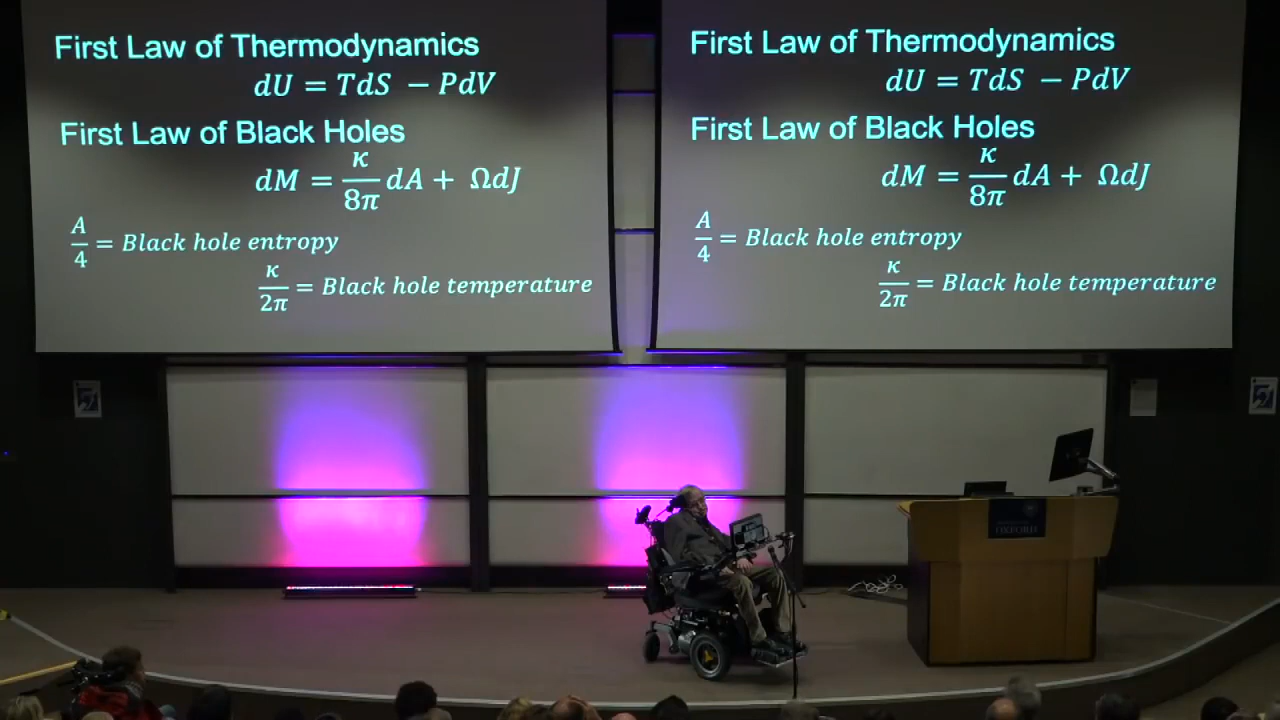 First Law of Thermodynamics
dU = TdS − PdV
First Law of Black Holes
dM = κ/8π dA + ΩdJ
A/4 = Black hole entropy
κ/2π = Black hole temperature
First Law of Thermodynamics
dU = TdS − PdV
First Law of Black Holes
dM = κ/8π dA + ΩdJ
A/4 = Black hole entropy
κ/2π = Black hole temperature
OXFORD